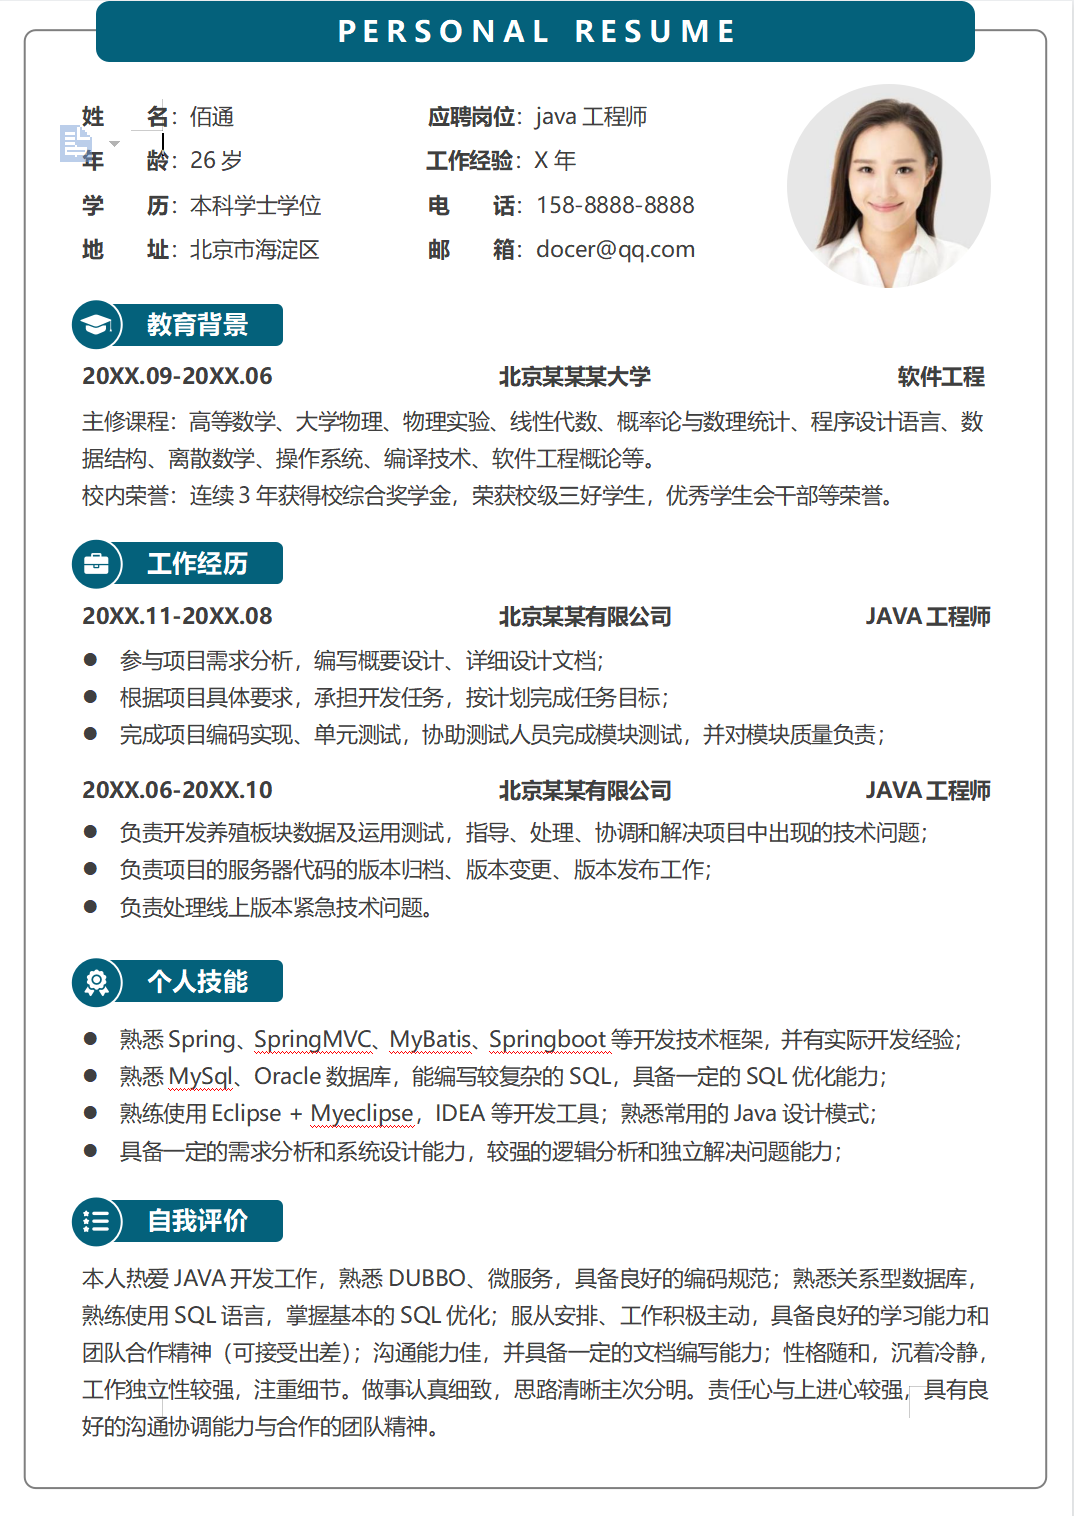 PERSONAL RESUME
姓 名：佰通 应聘岗位：java 工程师
年 龄：26 岁 工作经验：X 年
学 历：本科学士学位 电 话：158-8888-8888
地 址：北京市海淀区 邮 箱：docer@qq.com
教育背景
20XX.09-20XX.06 北京某某某大学 软件工程
主修课程：高等数学、大学物理、物理实验、线性代数、概率论与数理统计、程序设计语言、数
据结构、离散数学、操作系统、编译技术、软件工程概论等。
校内荣誉：连续 3 年获得校综合奖学金，荣获校级三好学生，优秀学生会干部等荣誉。
工作经历
20XX.11-20XX.08 北京某某有限公司 JAVA 工程师
● 参与项目需求分析，编写概要设计、详细设计文档；
● 根据项目具体要求，承担开发任务，按计划完成任务目标；
● 完成项目编码实现、单元测试，协助测试人员完成模块测试，并对模块质量负责；
20XX.06-20XX.10 北京某某有限公司 JAVA 工程师
● 负责开发养殖板块数据及运用测试，指导、处理、协调和解决项目中出现的技术问题；
● 负责项目的服务器代码的版本归档、版本变更、版本发布工作；
● 负责处理线上版本紧急技术问题。
个人技能
● 熟悉 Spring、SpringMVC、MyBatis、Springboot 等开发技术框架，并有实际开发经验；
● 熟悉 MySql、Oracle 数据库，能编写较复杂的 SQL，具备一定的 SQL 优化能力；
● 熟练使用 Eclipse + Myeclipse，IDEA 等开发工具；熟悉常用的 Java 设计模式；
● 具备一定的需求分析和系统设计能力，较强的逻辑分析和独立解决问题能力；
自我评价
本人热爱 JAVA 开发工作，熟悉 DUBBO、微服务，具备良好的编码规范；熟悉关系型数据库，
熟练使用 SQL 语言，掌握基本的 SQL 优化；服从安排、工作积极主动，具备良好的学习能力和
团队合作精神（可接受出差）；沟通能力佳，并具备一定的文档编写能力；性格随和，沉着冷静，
工作独立性较强，注重细节。做事认真细致，思路清晰主次分明。责任心与上进心较强，具有良
好的沟通协调能力与合作的团队精神。